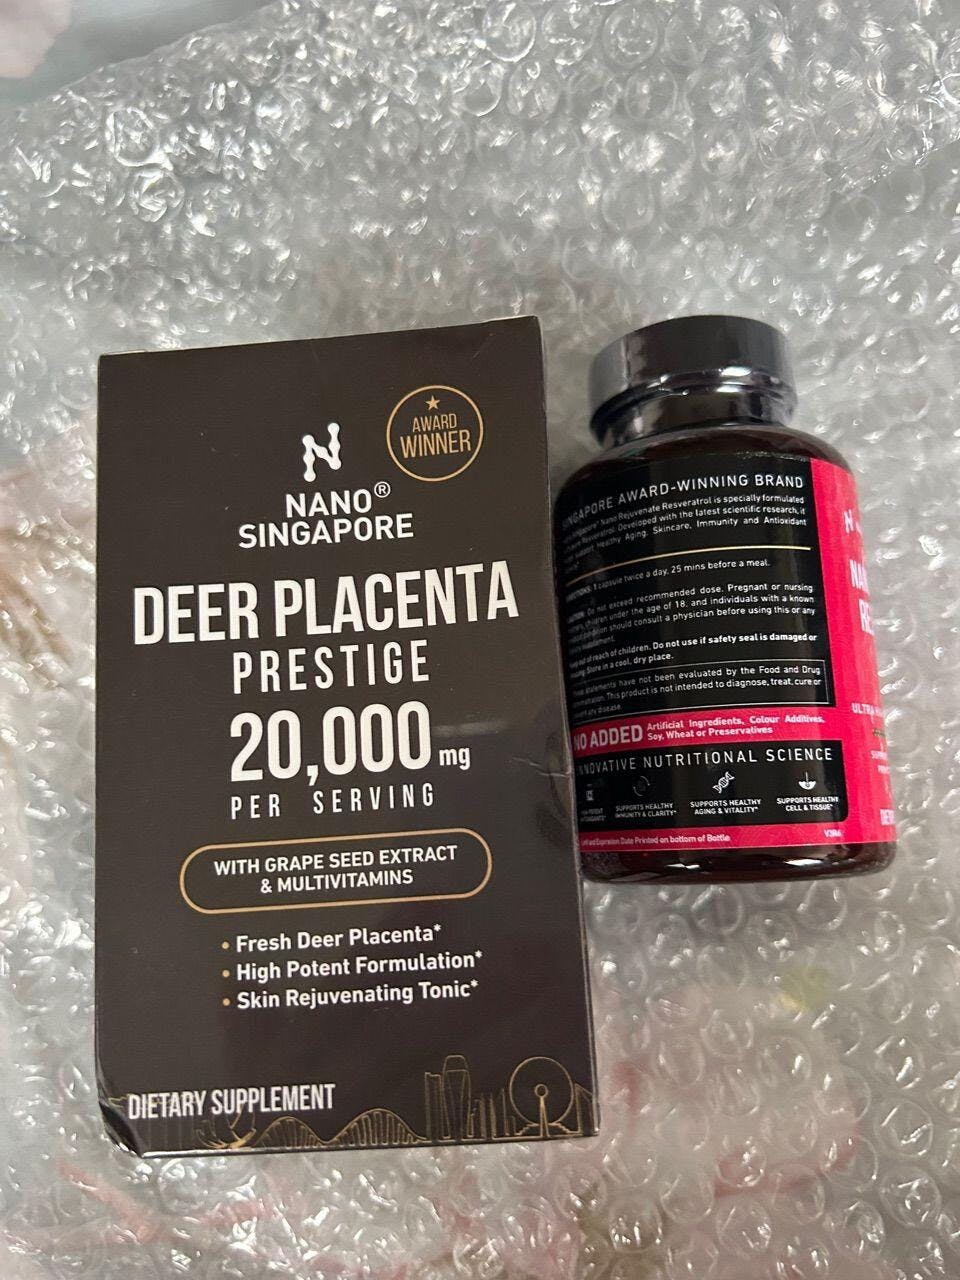 AWARD
WINNER
NANO®
SINGAPORE
DEER PLACENTA
PRESTIGE
20,000 mg
PER SERVING
WITH GRAPE SEED EXTRACT
& MULTIVITAMINS
• Fresh Deer Placenta*
• High Potent Formulation*
• Skin Rejuvenating Tonic*
DIETARY SUPPLEMENT
SINGAPORE AWARD-WINNING BRAND
Nano Rejuvenate Resveratrol is specially formulated
Resveratrol. Developed with the latest scientific research, it
support Healthy Aging, Skincare, Immunity and Antioxidant
1 capsule twice a day, 25 mins before a meal.
Do not exceed recommended dose. Pregnant or nursing
children under the age of 18, and individuals with a known
should consult a physician before using this or any
of reach of children. Do not use if safety seal is damaged or
Store in a cool, dry place.
statements have not been evaluated by the Food and Drug
This product is not intended to diagnose, treat, cure or
any disease.
NO ADDED Artificial Ingredients, Colour Additives,
Soy, Wheat or Preservatives
INNOVATIVE NUTRITIONAL SCIENCE
SUPPORTS HEALTHY
IMMUNITY & CLARITY*
SUPPORTS HEALTHY
AGING & VITALITY*
SUPPORTS HEALTHY
CELL & TISSUE*
and Expiration Date Printed on bottom of Bottle